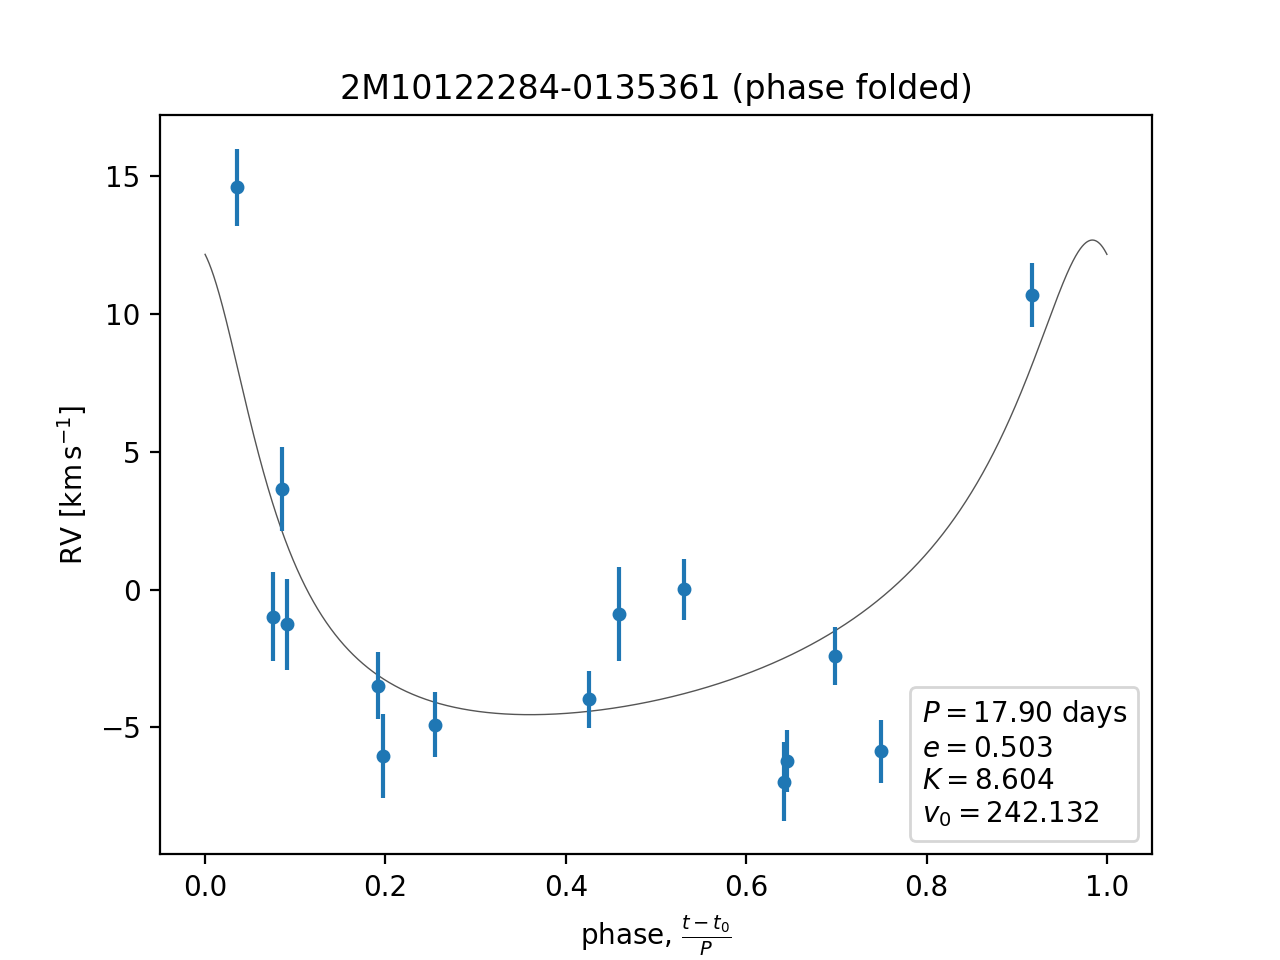 2M10122284-0135361 (phase folded)
RV [km s⁻¹]
15
10
5
0
−5
0.0 0.2 0.4 0.6 0.8 1.0
phase, (t − t₀)/P
P = 17.90 days
e = 0.503
K = 8.604
v₀ = 242.132